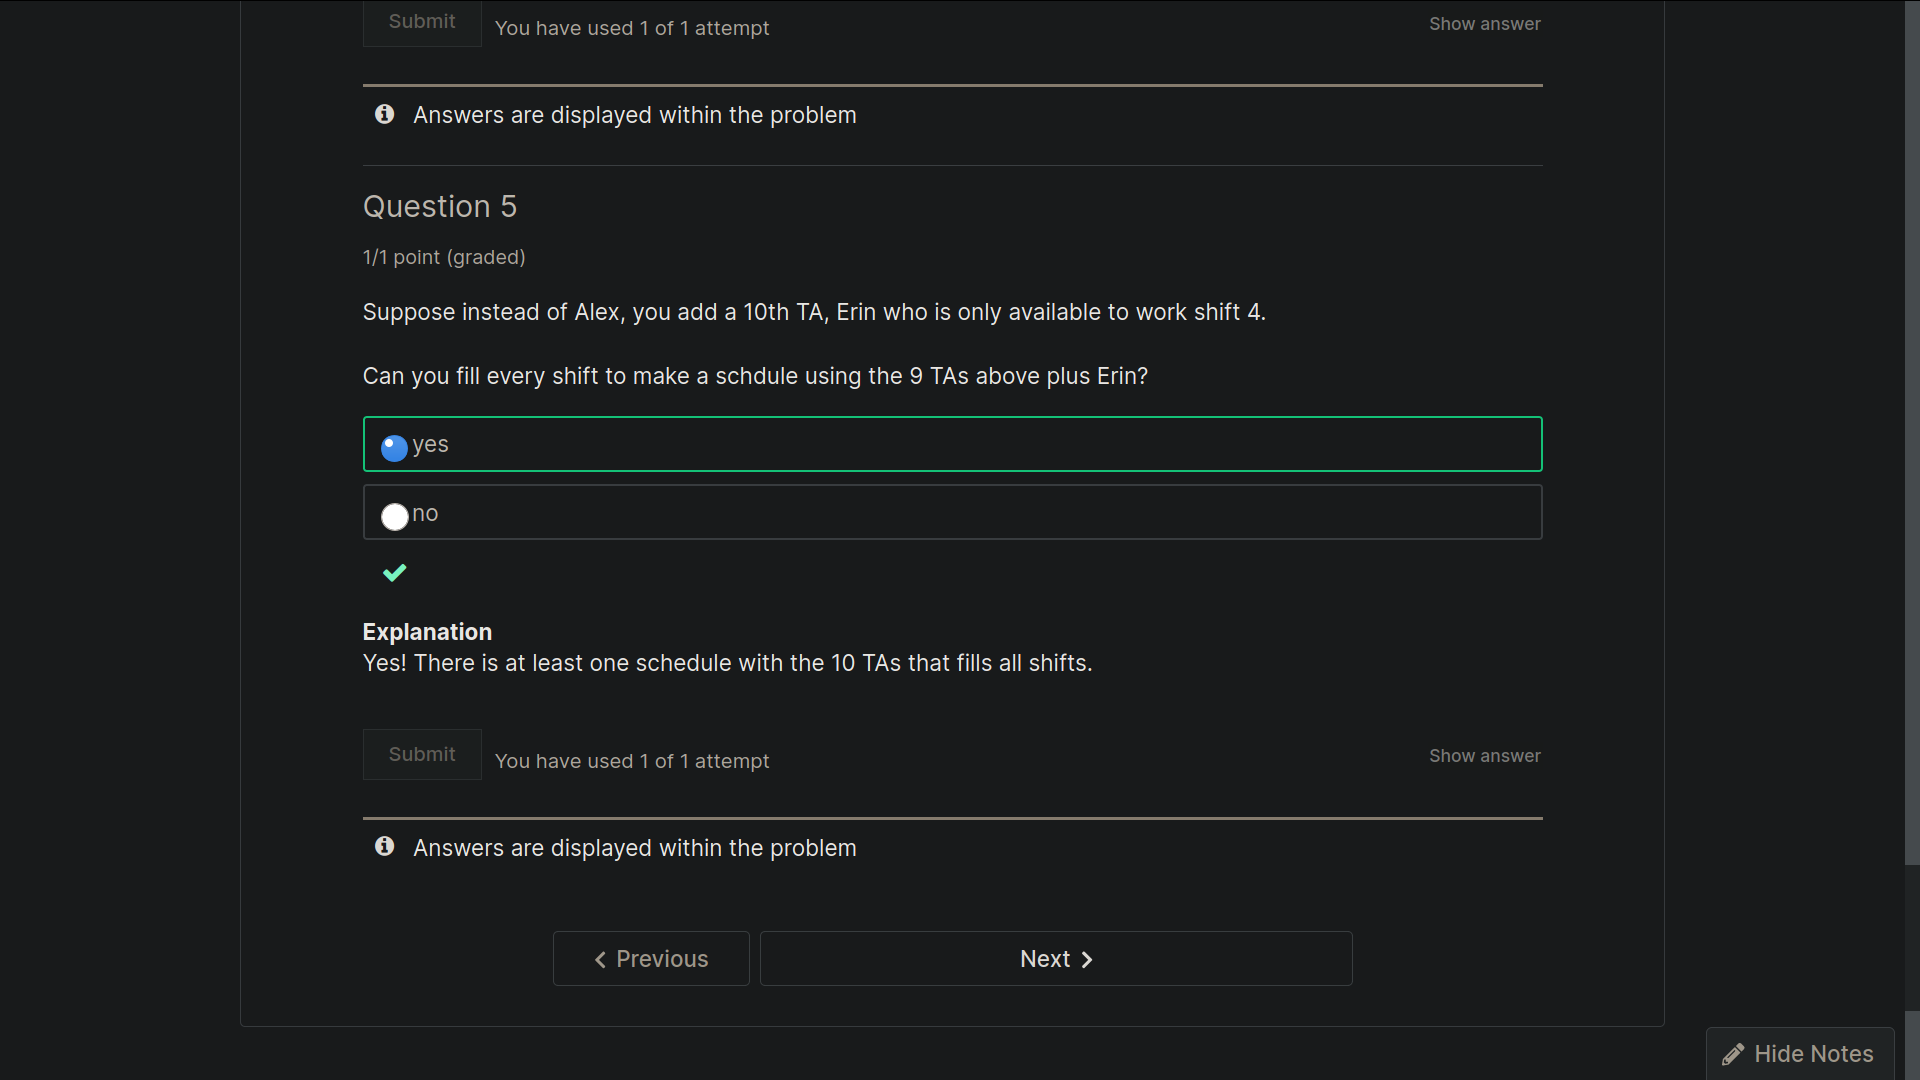 Submit
You have used 1 of 1 attempt
Show answer
Answers are displayed within the problem
Question 5
1/1 point (graded)
Suppose instead of Alex, you add a 10th TA, Erin who is only available to work shift 4.
Can you fill every shift to make a schdule using the 9 TAs above plus Erin?
yes
no
Explanation
Yes! There is at least one schedule with the 10 TAs that fills all shifts.
Submit
You have used 1 of 1 attempt
Show answer
Answers are displayed within the problem
Previous
Next
Hide Notes